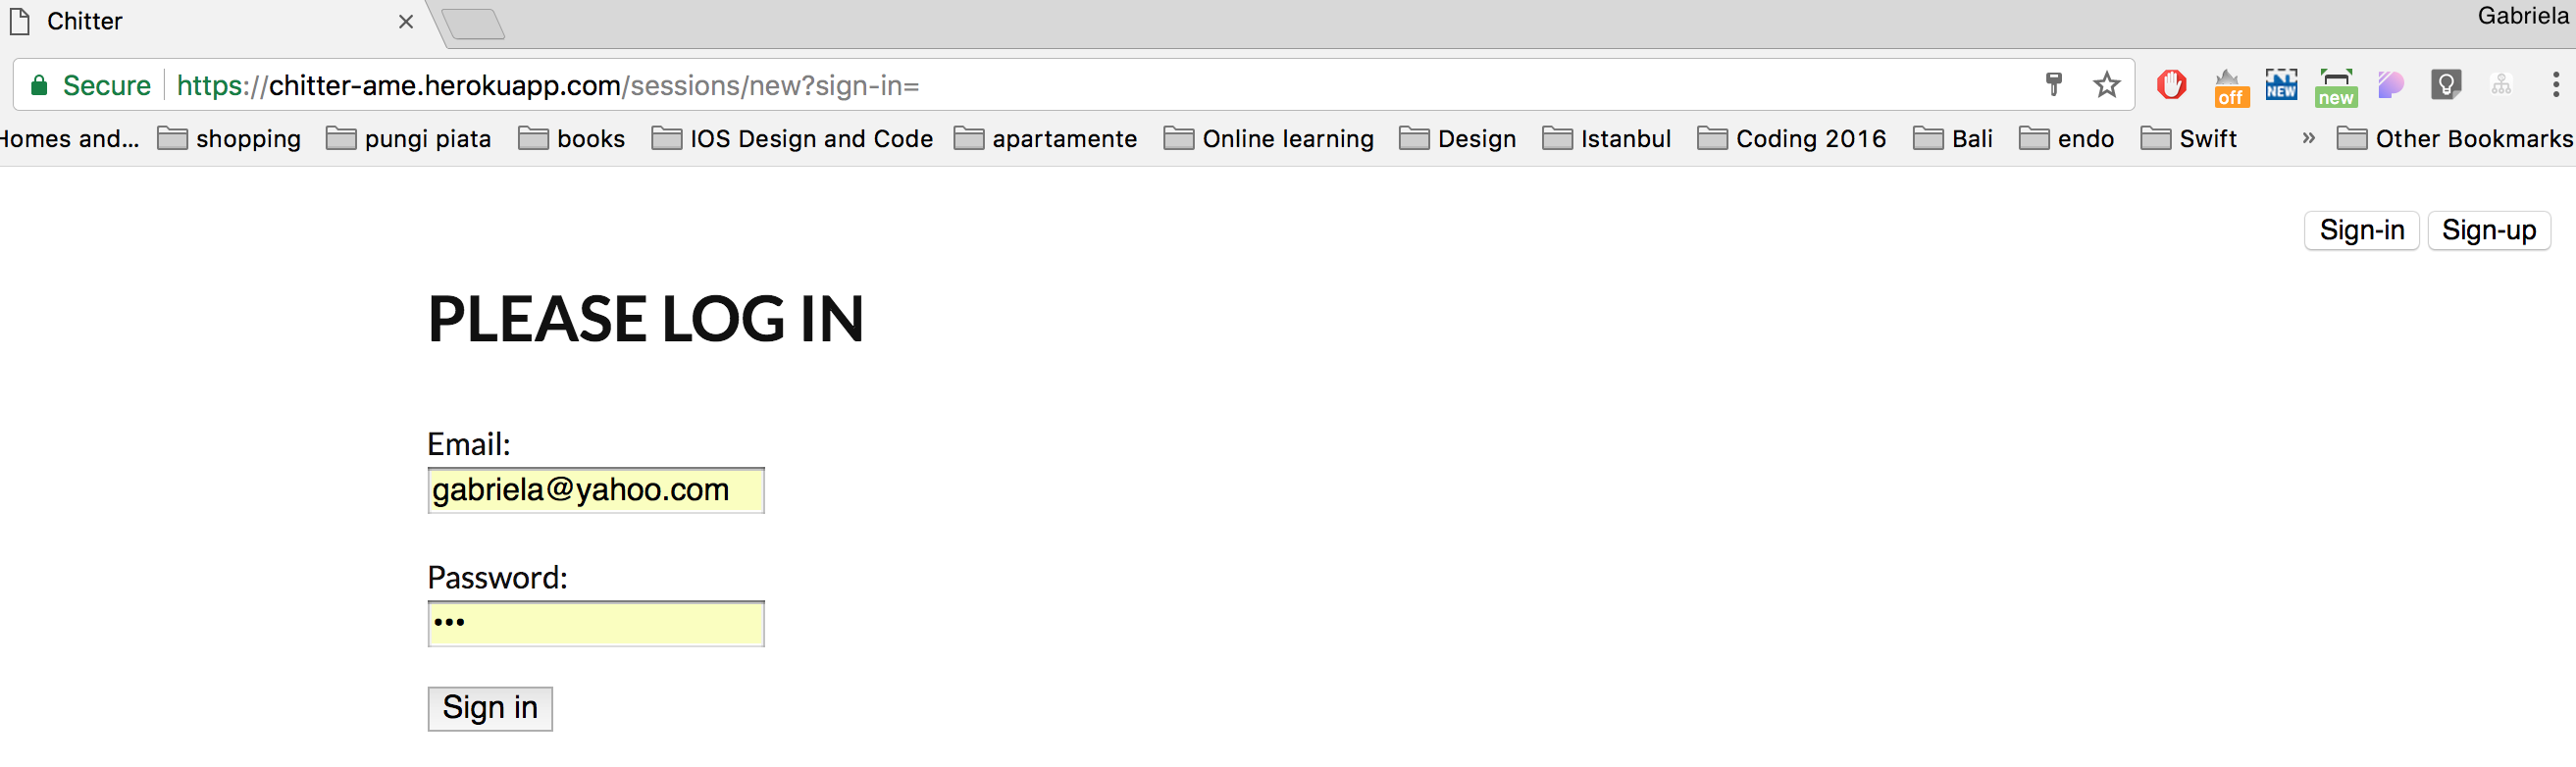 Chitter
Gabriela
Secure https://chitter-ame.herokuapp.com/sessions/new?sign-in=
off NEW new
Homes and... shopping pungi piata books IOS Design and Code apartamente Online learning Design Istanbul Coding 2016 Bali endo Swift » Other Bookmarks
Sign-in Sign-up
PLEASE LOG IN
Email:
gabriela@yahoo.com
Password:
•••
Sign in